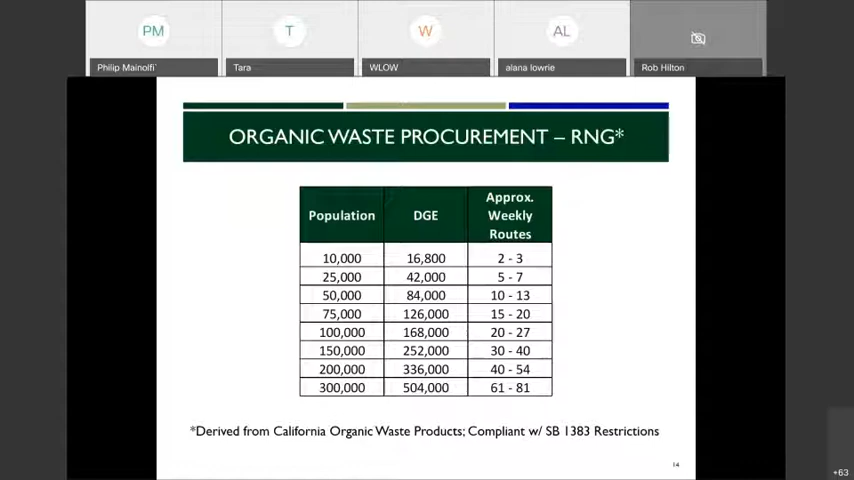 PM
T
W
AL
Philip Mainolfi
Tara
WLOW
alana lowrie
Rob Hilton
ORGANIC WASTE PROCUREMENT – RNG*
Population DGE Approx. Weekly Routes
10,000 16,800 2 - 3
25,000 42,000 5 - 7
50,000 84,000 10 - 13
75,000 126,000 15 - 20
100,000 168,000 20 - 27
150,000 252,000 30 - 40
200,000 336,000 40 - 54
300,000 504,000 61 - 81
*Derived from California Organic Waste Products; Compliant w/ SB 1383 Restrictions
14
+63